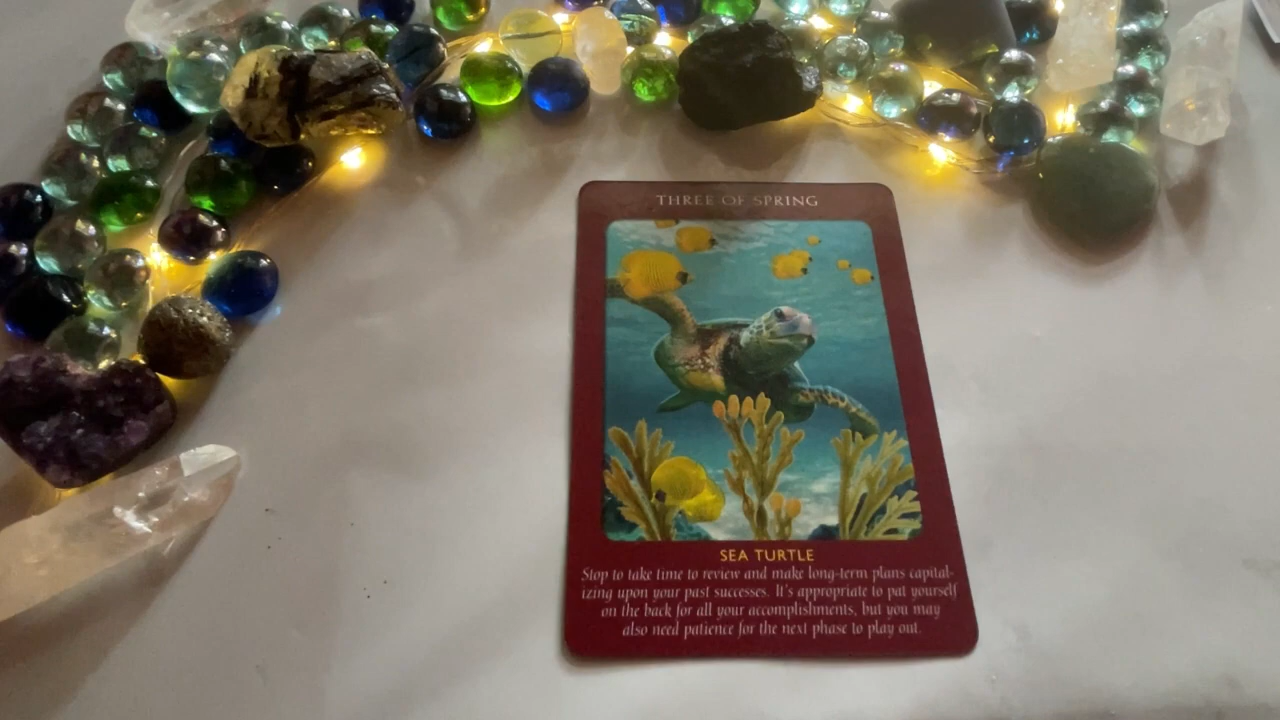 THREE OF SPRING
SEA TURTLE
Stop to take time to review and make long-term plans capital-
izing upon your past successes. It's appropriate to pat yourself
on the back for all your accomplishments, but you may
also need patience for the next phase to play out.